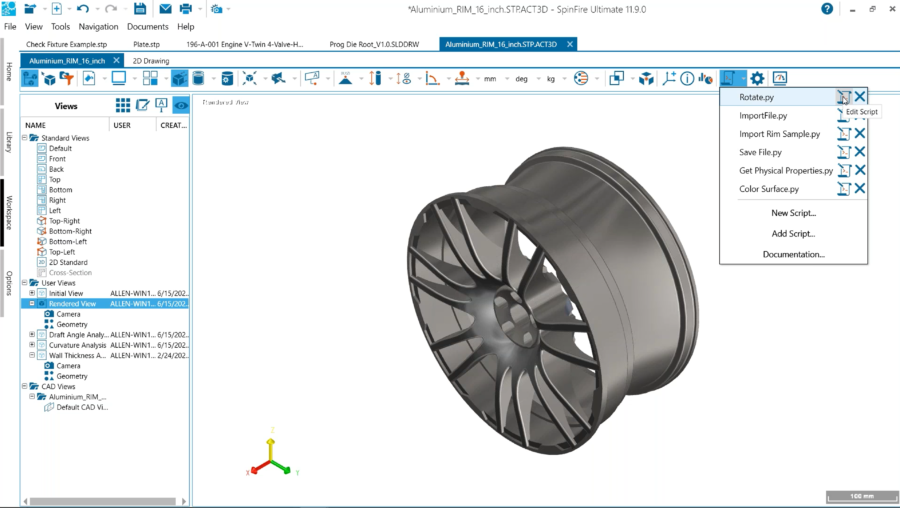 *Aluminium_RIM_16_inch.STP.ACT3D - SpinFire Ultimate 11.9.0
File View Tools Navigation Documents Help
Check Fixture Example.stp Plate.stp 196-A-001 Engine V-Twin 4-Valve-H... Prog Die Root_V1.0.SLDDRW Aluminium_RIM_16_inch.STP.ACT3D
Aluminium_RIM_16_inch 2D Drawing
mm deg kg
Home
Library
Workspace
Options
Views
NAME USER CREAT...
Standard Views
Default
Front
Back
Top
Bottom
Right
Left
Top-Right
Bottom-Right
Bottom-Left
Top-Left
2D Standard
Cross-Section
User Views
Initial View ALLEN-WIN1... 6/15/202...
Rendered View ALLEN-WIN1... 6/15/202...
Camera
Geometry
Draft Angle Analy... ALLEN-WIN1... 6/15/202...
Curvature Analysis ALLEN-WIN1... 6/15/202...
Wall Thickness A... ALLEN-WIN1... 2/24/202...
Camera
Geometry
CAD Views
Aluminium_RIM_...
Default CAD Vi...
Rendered View
Rotate.py
Edit Script
ImportFile.py
Import Rim Sample.py
Save File.py
Get Physical Properties.py
Color Surface.py
New Script...
Add Script...
Documentation...
Z
X
Y
100 mm